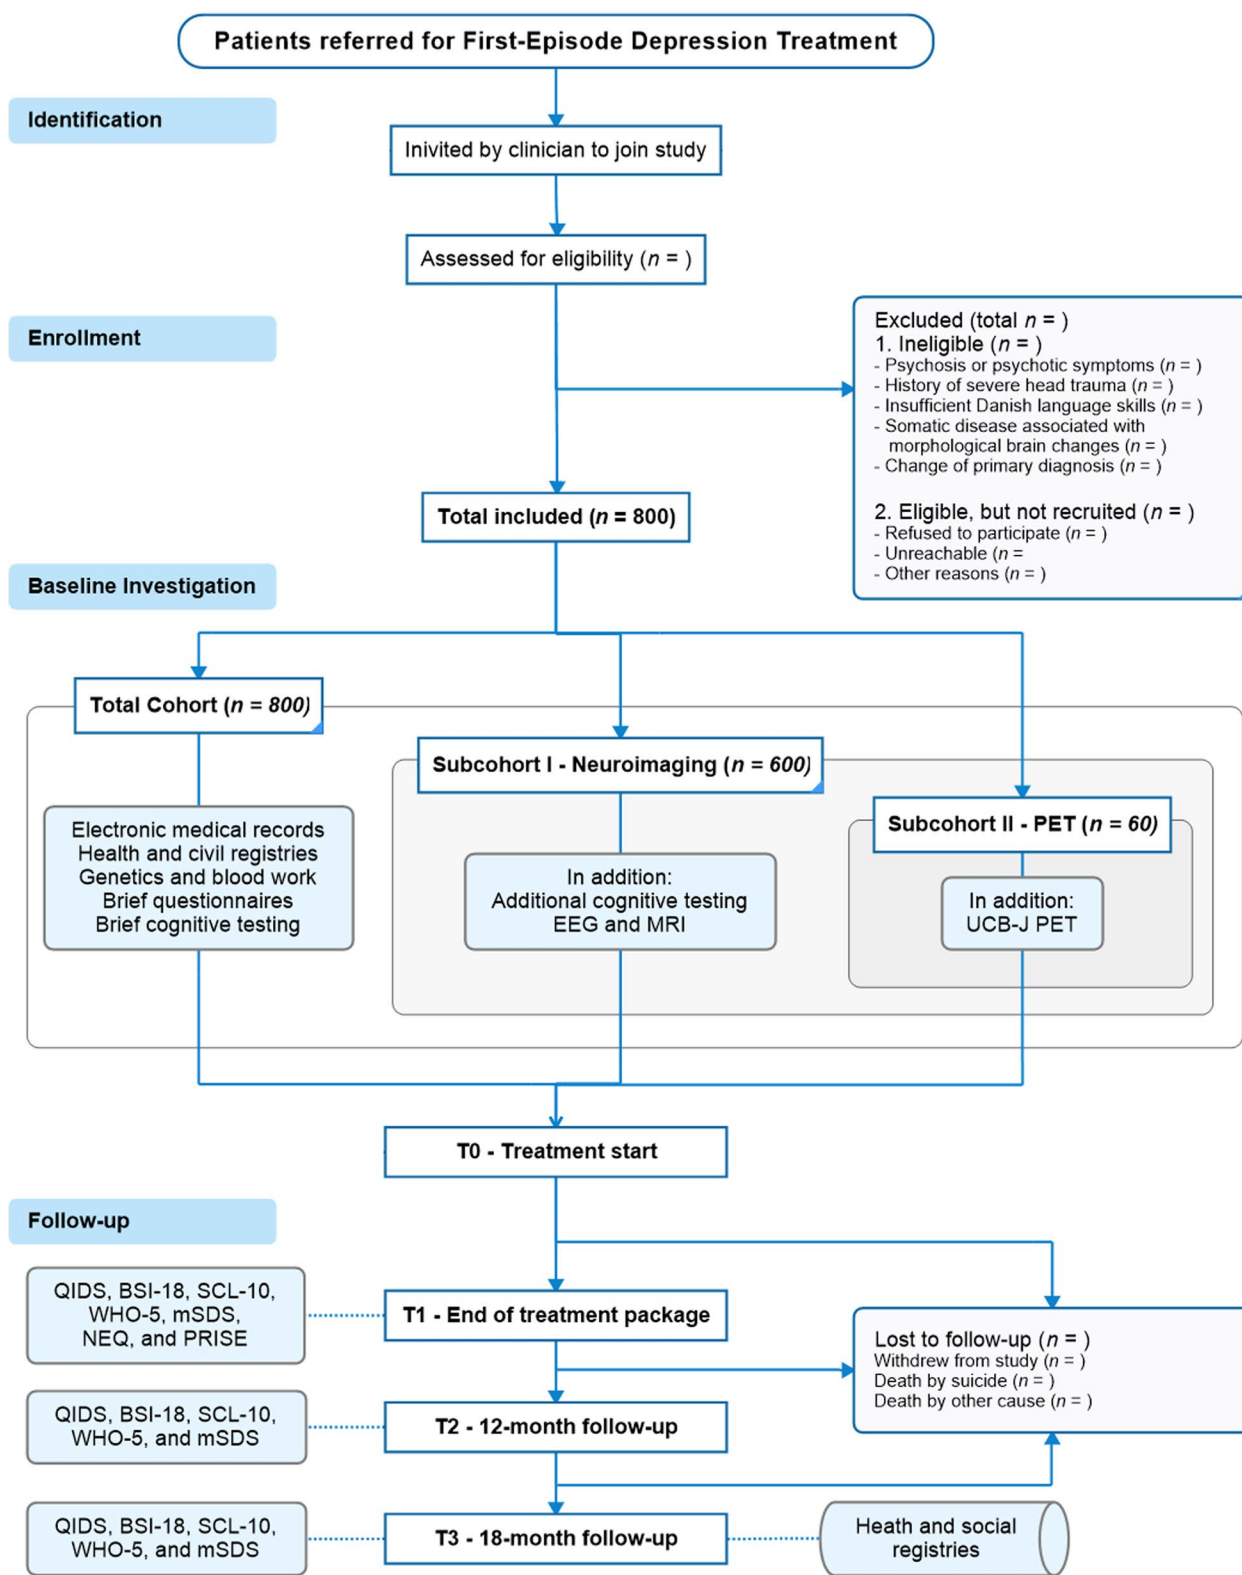 Patients referred for First-Episode Depression Treatment
Identification
Inivited by clinician to join study
Assessed for eligibility (n = )
Enrollment
Excluded (total n = )
1. Ineligible (n = )
- Psychosis or psychotic symptoms (n = )
- History of severe head trauma (n = )
- Insufficient Danish language skills (n = )
- Somatic disease associated with
morphological brain changes (n = )
- Change of primary diagnosis (n = )
2. Eligible, but not recruited (n = )
- Refused to participate (n = )
- Unreachable (n =
- Other reasons (n = )
Total included (n = 800)
Baseline Investigation
Total Cohort (n = 800)
Subcohort I - Neuroimaging (n = 600)
Subcohort II - PET (n = 60)
Electronic medical records
Health and civil registries
Genetics and blood work
Brief questionnaires
Brief cognitive testing
In addition:
Additional cognitive testing
EEG and MRI
In addition:
UCB-J PET
T0 - Treatment start
Follow-up
QIDS, BSI-18, SCL-10,
WHO-5, mSDS,
NEQ, and PRISE
T1 - End of treatment package
Lost to follow-up (n = )
Withdrew from study (n = )
Death by suicide (n = )
Death by other cause (n = )
QIDS, BSI-18, SCL-10,
WHO-5, and mSDS
T2 - 12-month follow-up
QIDS, BSI-18, SCL-10,
WHO-5, and mSDS
T3 - 18-month follow-up
Heath and social
registries